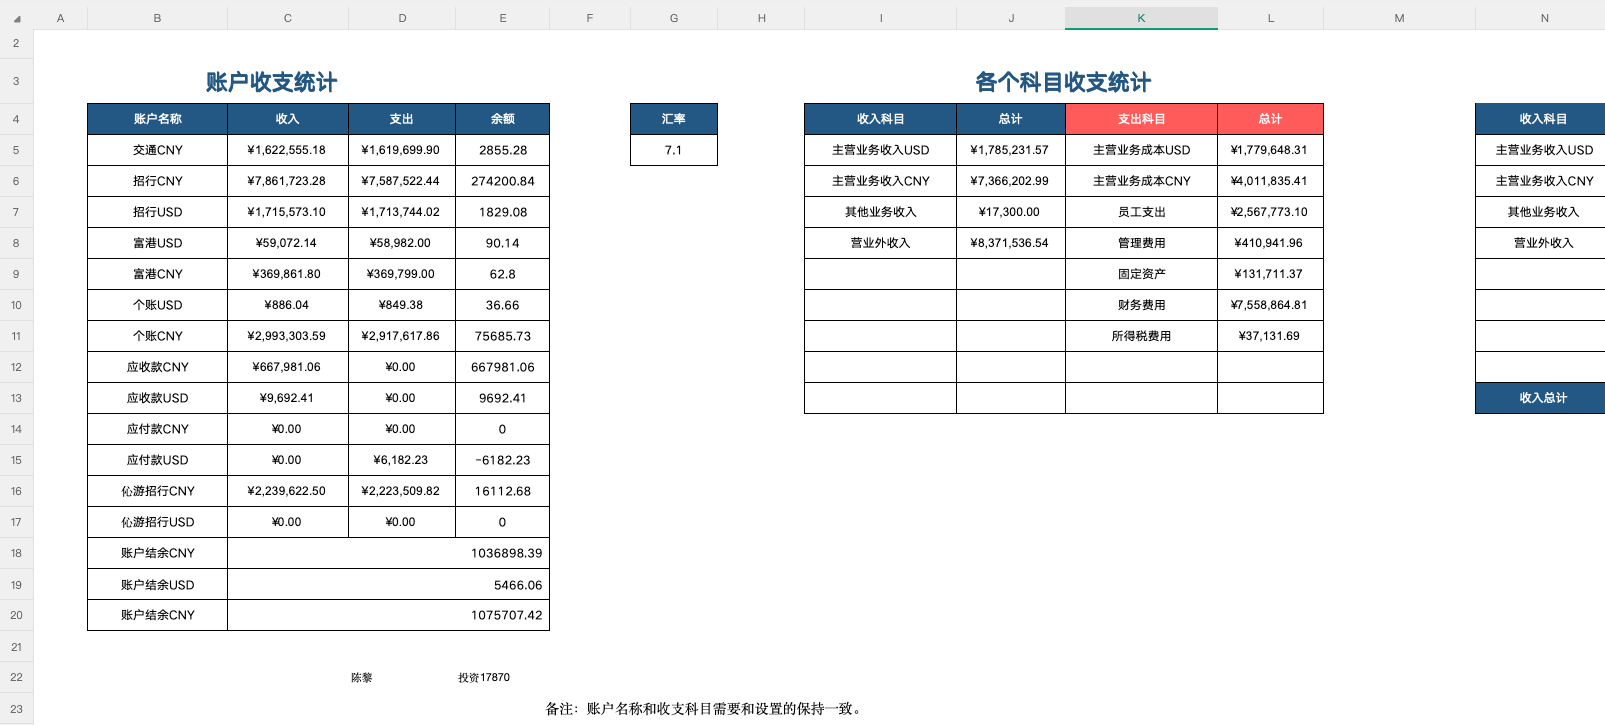 A B C D E F G H I J K L M N
2
3 账户收支统计 各个科目收支统计
4 账户名称 收入 支出 余额 汇率 收入科目 总计 支出科目 总计 收入科目
5 交通CNY ¥1,622,555.18 ¥1,619,699.90 2855.28 7.1 主营业务收入USD ¥1,785,231.57 主营业务成本USD ¥1,779,648.31 主营业务收入USD
6 招行CNY ¥7,861,723.28 ¥7,587,522.44 274200.84 主营业务收入CNY ¥7,366,202.99 主营业务成本CNY ¥4,011,835.41 主营业务收入CNY
7 招行USD ¥1,715,573.10 ¥1,713,744.02 1829.08 其他业务收入 ¥17,300.00 员工支出 ¥2,567,773.10 其他业务收入
8 富港USD ¥59,072.14 ¥58,982.00 90.14 营业外收入 ¥8,371,536.54 管理费用 ¥410,941.96 营业外收入
9 富港CNY ¥369,861.80 ¥369,799.00 62.8 固定资产 ¥131,711.37
10 个账USD ¥886.04 ¥849.38 36.66 财务费用 ¥7,558,864.81
11 个账CNY ¥2,993,303.59 ¥2,917,617.86 75685.73 所得税费用 ¥37,131.69
12 应收款CNY ¥667,981.06 ¥0.00 667981.06
13 应收款USD ¥9,692.41 ¥0.00 9692.41 收入总计
14 应付款CNY ¥0.00 ¥0.00 0
15 应付款USD ¥0.00 ¥6,182.23 -6182.23
16 伈游招行CNY ¥2,239,622.50 ¥2,223,509.82 16112.68
17 伈游招行USD ¥0.00 ¥0.00 0
18 账户结余CNY 1036898.39
19 账户结余USD 5466.06
20 账户结余CNY 1075707.42
21
22 陈黎 投资17870
23 备注：账户名称和收支科目需要和设置的保持一致。